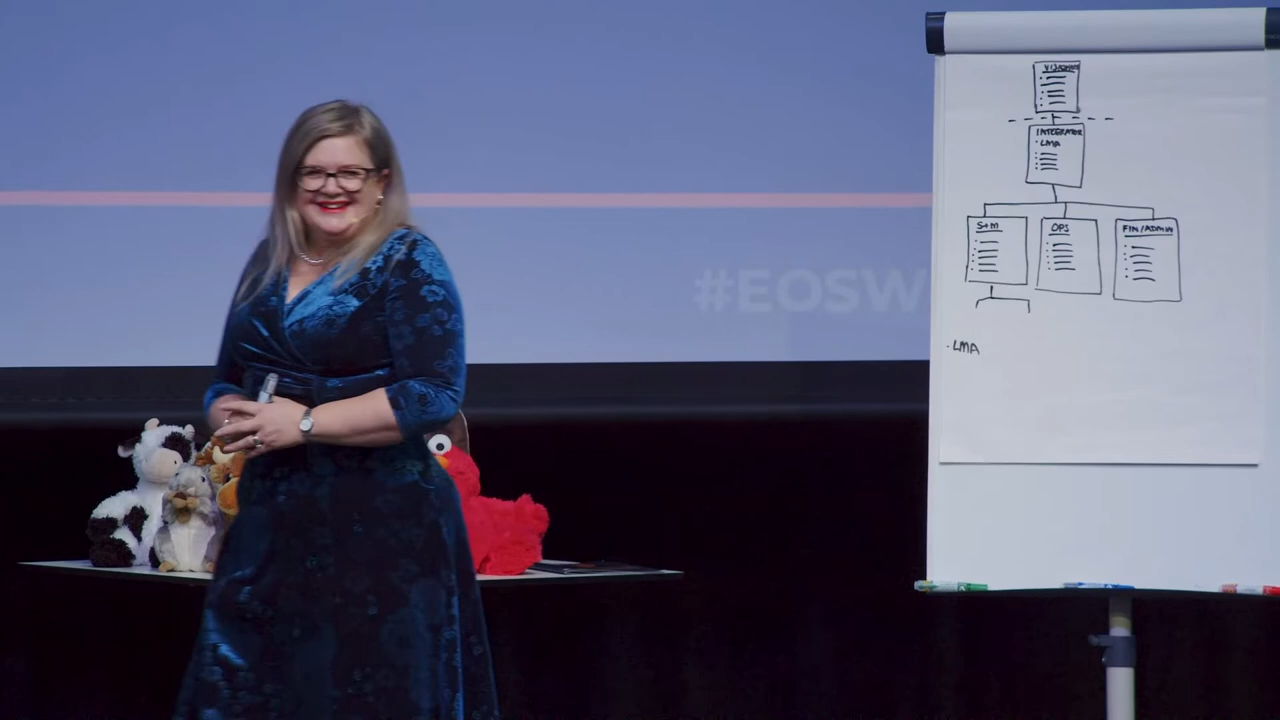 #EOSW
VISIONARY
INTEGRATOR
· LMA
S+M
OPS
FIN/ADMIN
· LMA